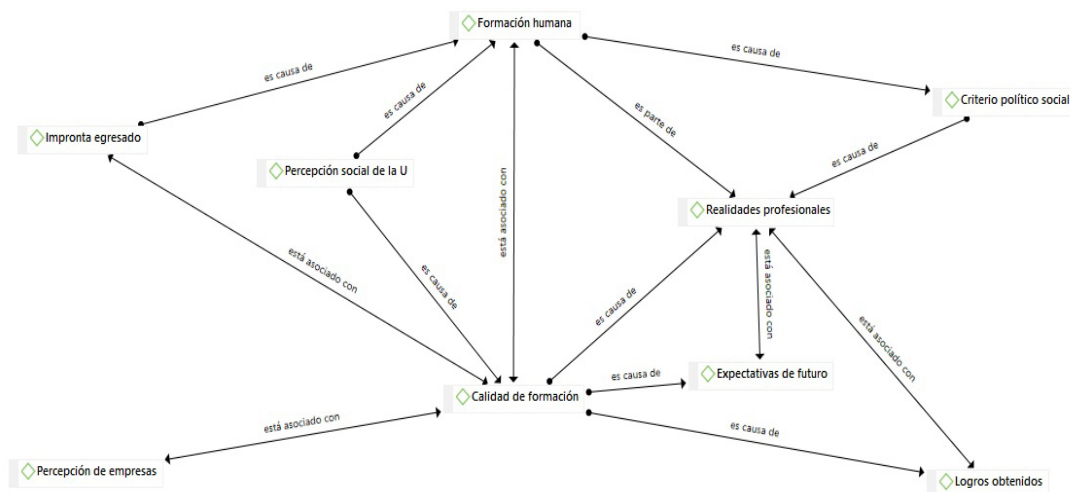 Formación humana
es causa de
es causa de
es causa de
Criterio político social
es parte de
Impronta egresado
es causa de
Percepción social de la U
está asociado con
Realidades profesionales
está asociado con
es causa de
es causa de
está asociado con
está asociado con
Expectativas de futuro
es causa de
Calidad de formación
está asociado con
es causa de
Percepción de empresas
Logros obtenidos